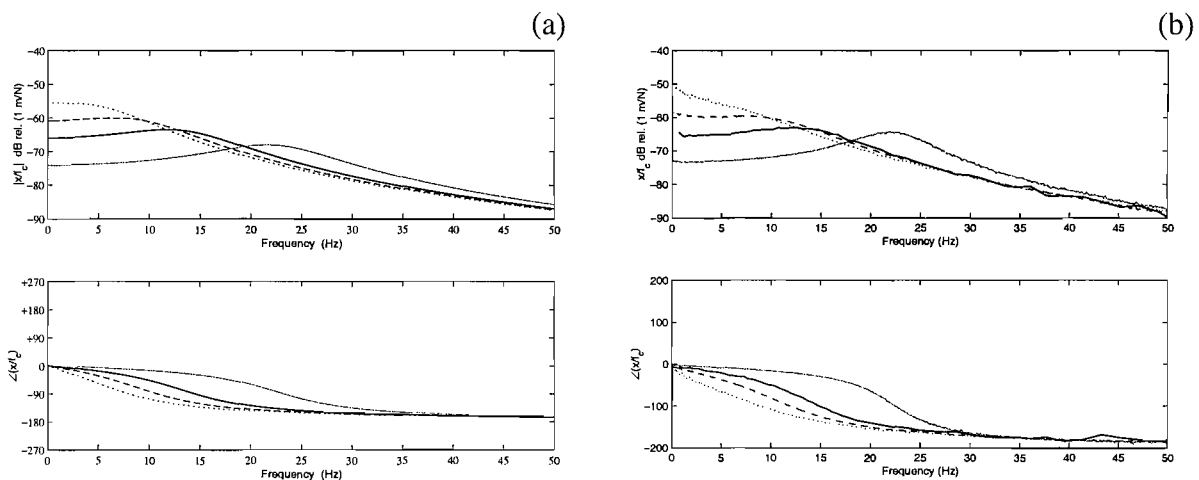 (a)
(b)
|x/f_c| dB rel. (1 m/N)
-40
-50
-60
-70
-80
-90
0 5 10 15 20 25 30 35 40 45 50
Frequency (Hz)
x/f_c dB rel. (1 m/N)
-40
-50
-60
-70
-80
-90
0 5 10 15 20 25 30 35 40 45 50
Frequency (Hz)
∠(x/f_c)
+270
+180
+90
0
-90
-180
-270
0 5 10 15 20 25 30 35 40 45 50
Frequency (Hz)
∠(x/f_c)
200
100
0
-100
-200
0 5 10 15 20 25 30 35 40 45 50
Frequency (Hz)